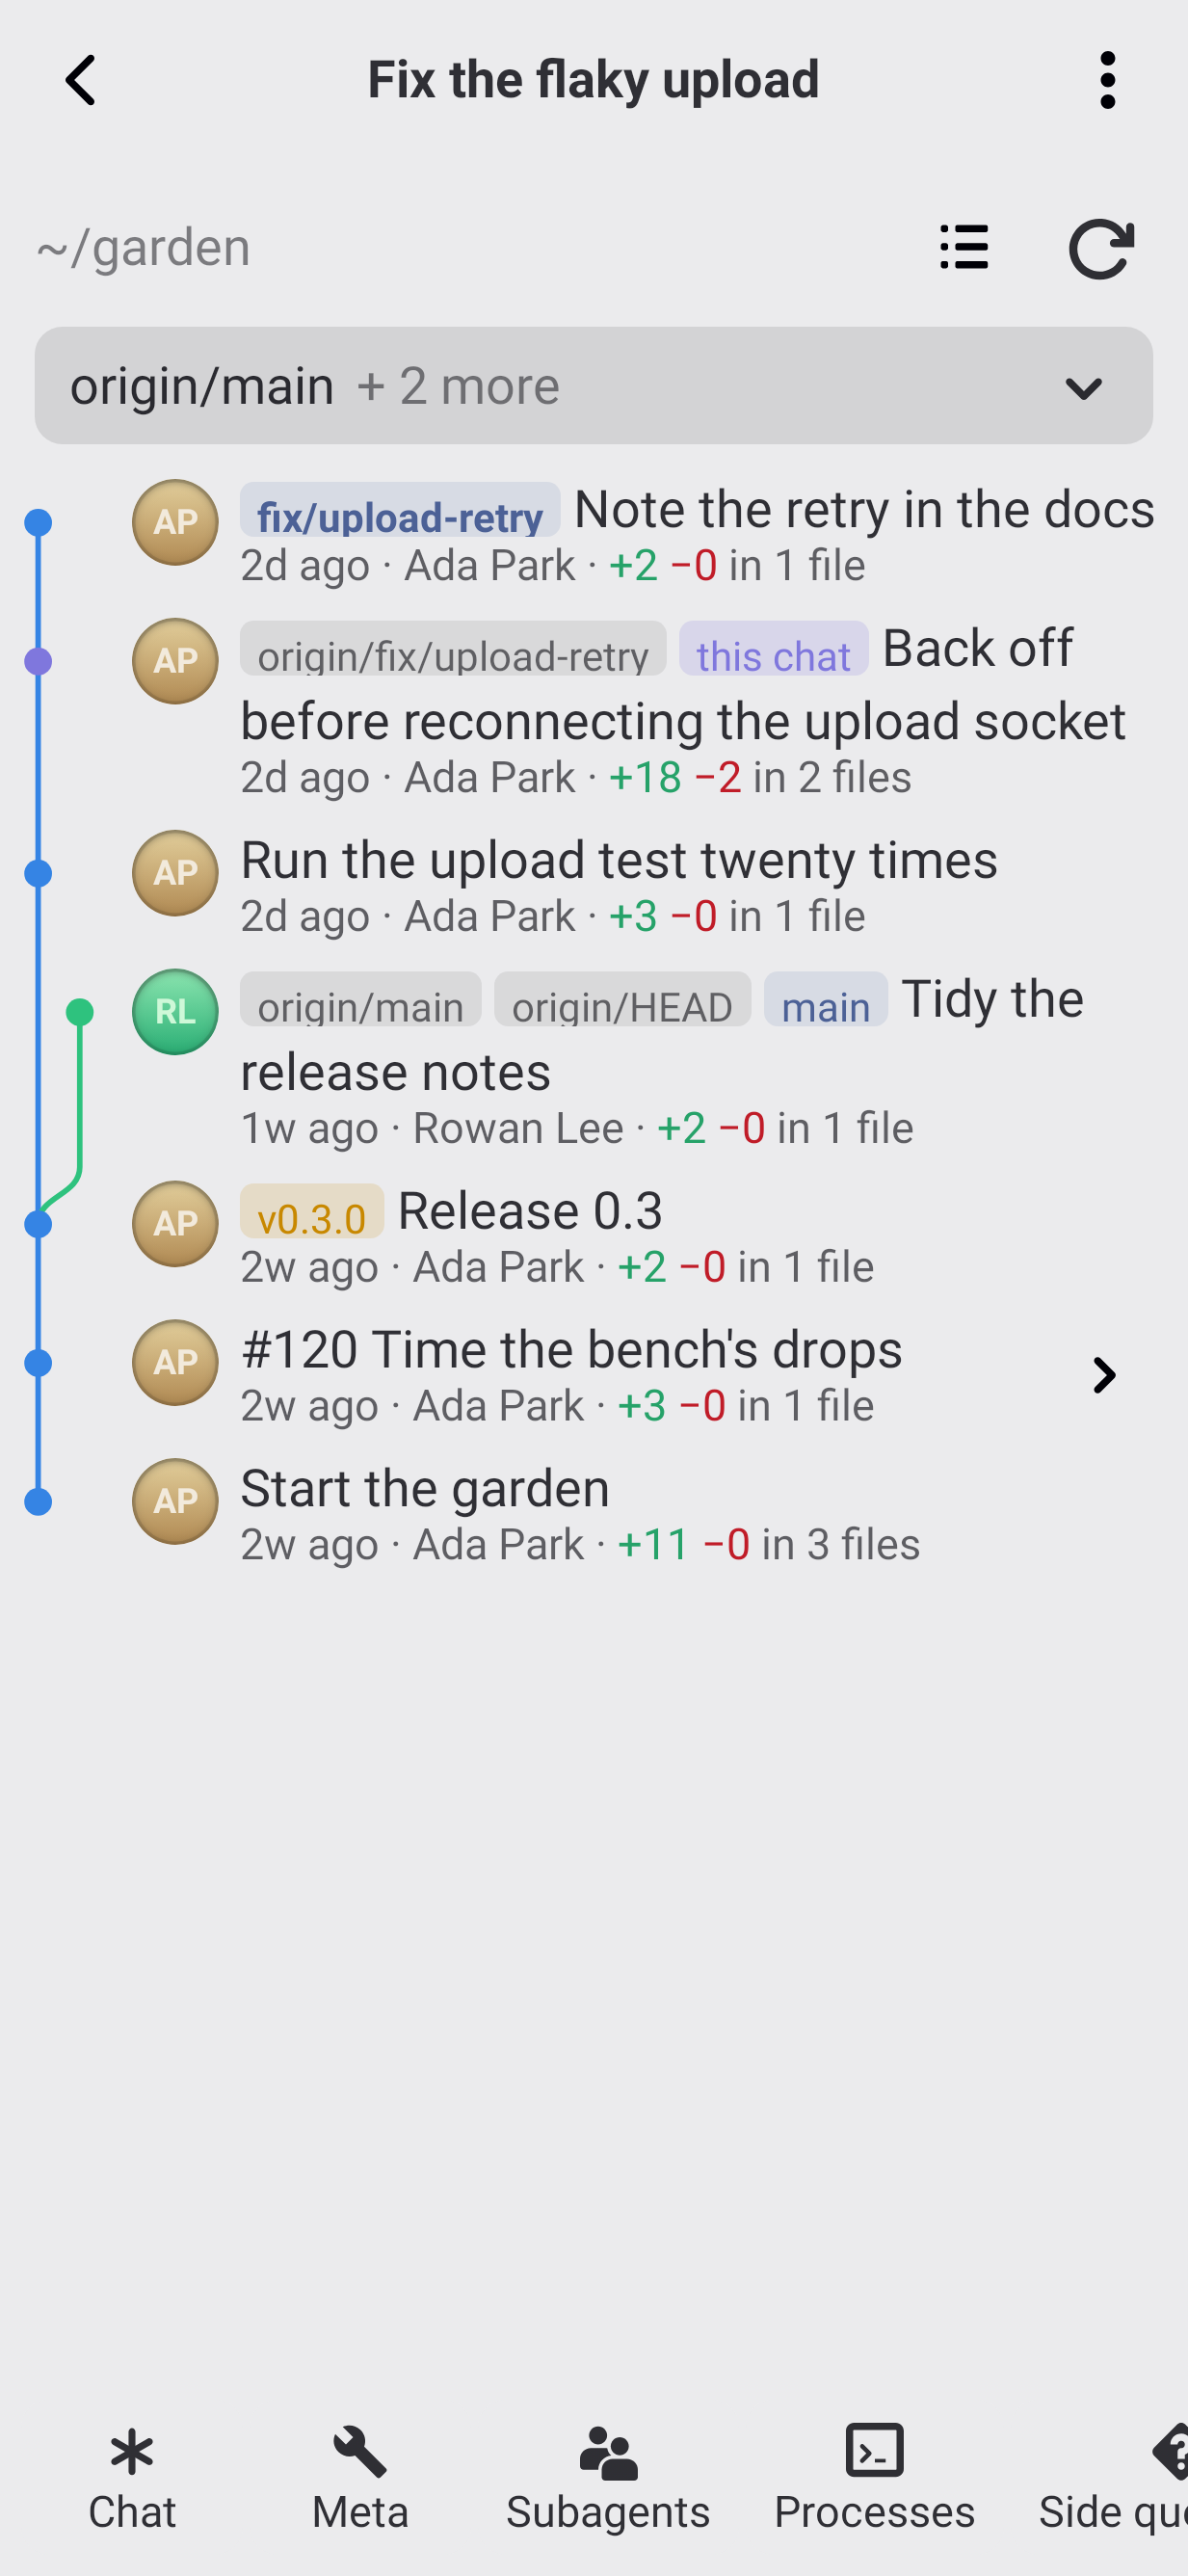 Fix the flaky upload
~/garden
origin/main + 2 more
AP fix/upload-retry Note the retry in the docs
2d ago · Ada Park · +2 −0 in 1 file
AP origin/fix/upload-retry this chat Back off
before reconnecting the upload socket
2d ago · Ada Park · +18 −2 in 2 files
AP Run the upload test twenty times
2d ago · Ada Park · +3 −0 in 1 file
RL origin/main origin/HEAD main Tidy the
release notes
1w ago · Rowan Lee · +2 −0 in 1 file
AP v0.3.0 Release 0.3
2w ago · Ada Park · +2 −0 in 1 file
AP #120 Time the bench's drops
2w ago · Ada Park · +3 −0 in 1 file
AP Start the garden
2w ago · Ada Park · +11 −0 in 3 files
Chat Meta Subagents Processes Side